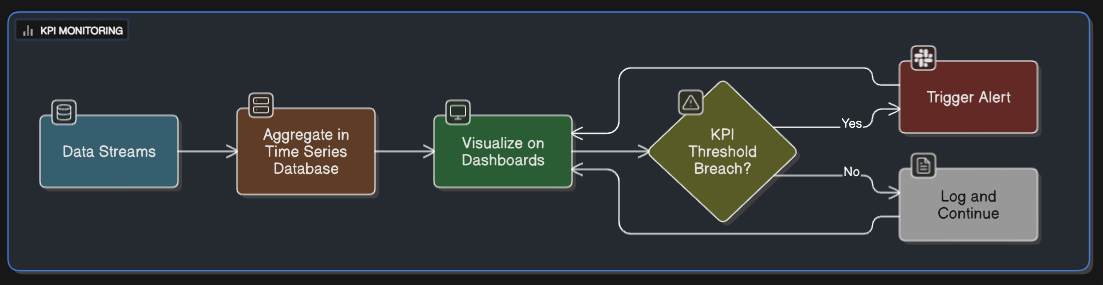 KPI MONITORING
Data Streams
Aggregate in
Time Series
Database
Visualize on
Dashboards
KPI
Threshold
Breach?
Yes
No
Trigger Alert
Log and
Continue